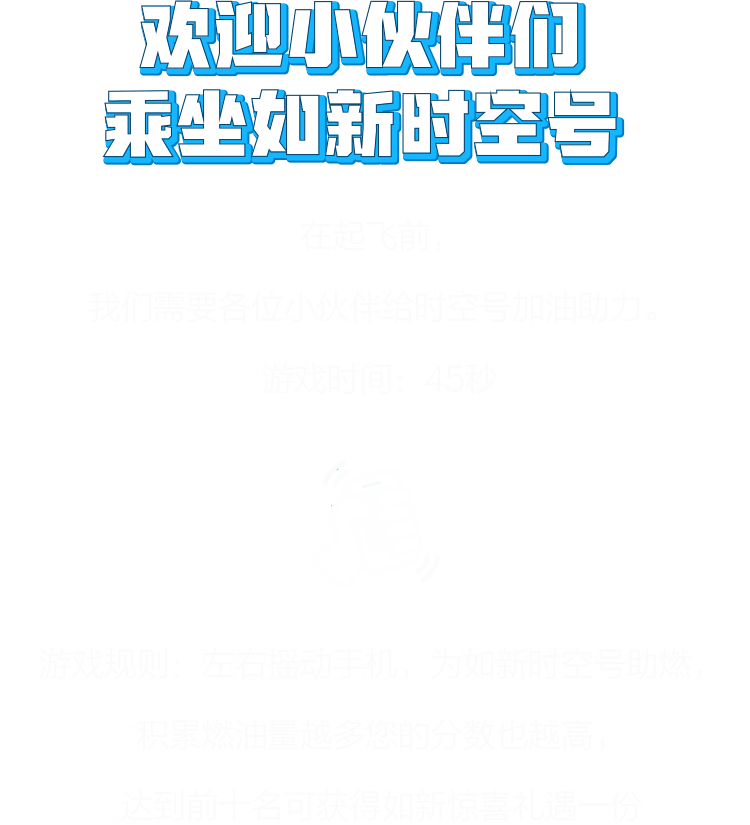 欢迎小伙伴们
乘坐如新时空号
在起飞前，
我们需要各位小伙伴给时空号加油助力。
游戏时间：45秒
游戏规则：左右摇动手机，为如新时空号助燃，
积累燃油量越多您的分数也越高，
达到前十名可获得如新惊喜礼遇一份